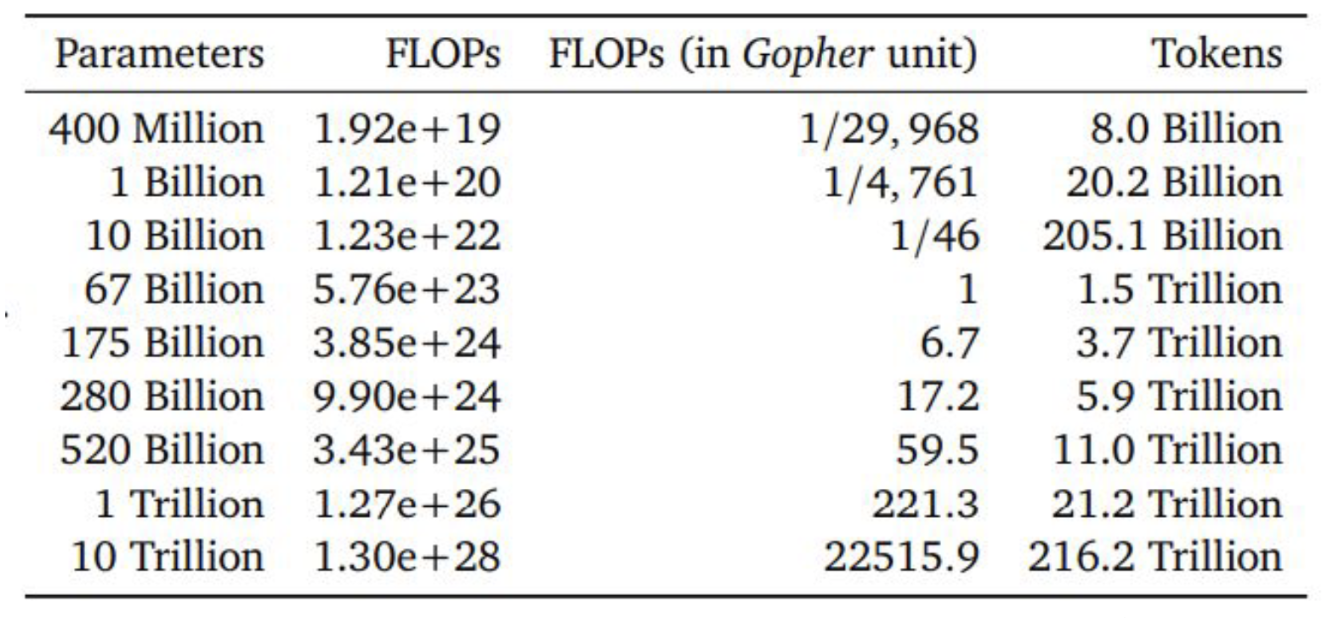 Parameters FLOPs FLOPs (in Gopher unit) Tokens
400 Million 1.92e+19 1/29,968 8.0 Billion
1 Billion 1.21e+20 1/4,761 20.2 Billion
10 Billion 1.23e+22 1/46 205.1 Billion
67 Billion 5.76e+23 1 1.5 Trillion
175 Billion 3.85e+24 6.7 3.7 Trillion
280 Billion 9.90e+24 17.2 5.9 Trillion
520 Billion 3.43e+25 59.5 11.0 Trillion
1 Trillion 1.27e+26 221.3 21.2 Trillion
10 Trillion 1.30e+28 22515.9 216.2 Trillion